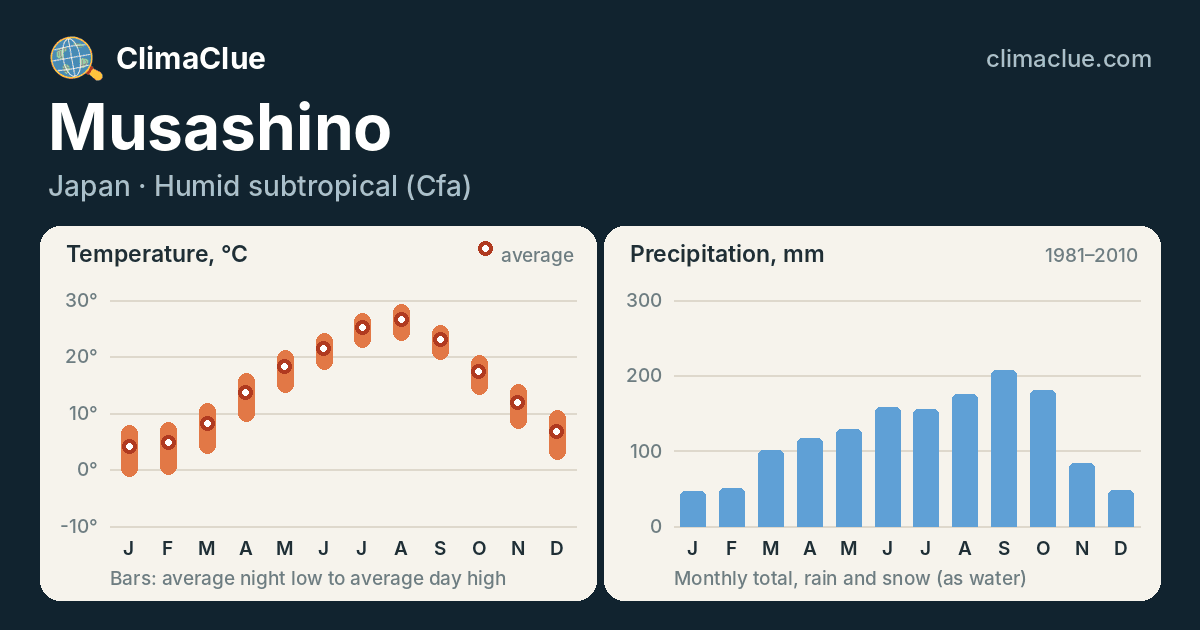 ClimaClue
climaclue.com
Musashino
Japan · Humid subtropical (Cfa)
Temperature, °C
average
30°
20°
10°
0°
-10°
J F M A M J J A S O N D
Bars: average night low to average day high
Precipitation, mm
1981–2010
300
200
100
0
J F M A M J J A S O N D
Monthly total, rain and snow (as water)